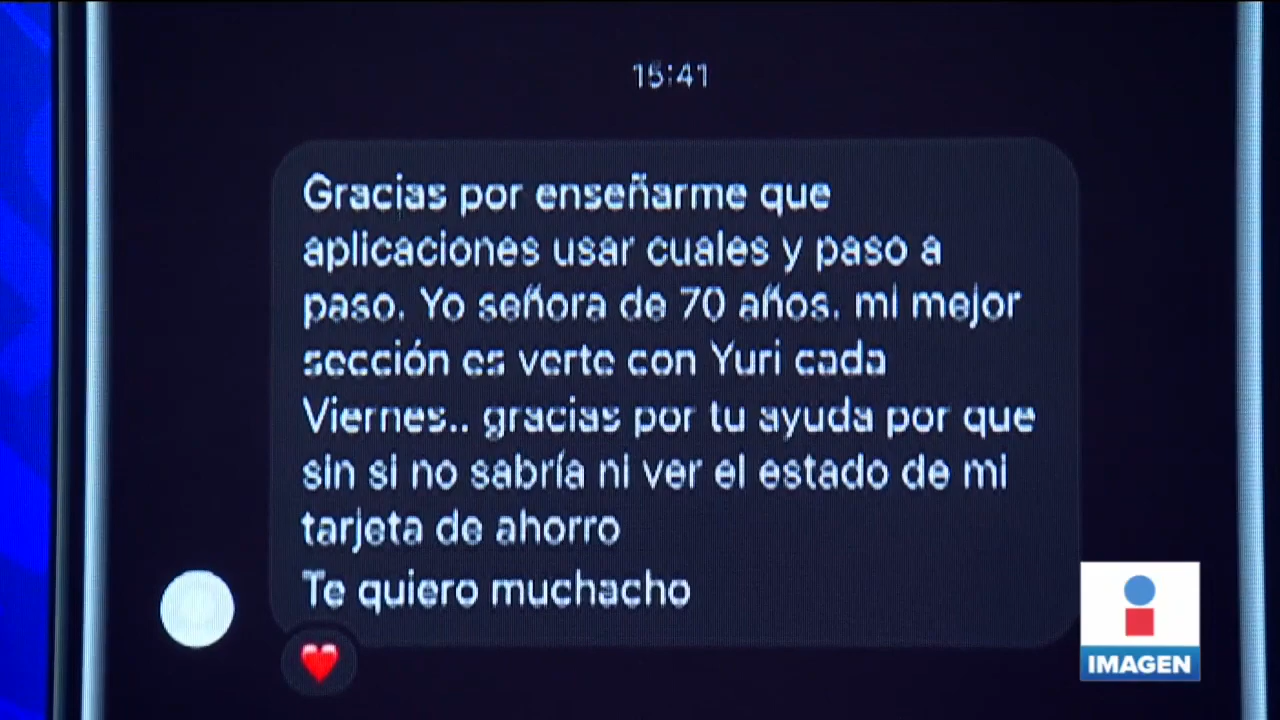 15:41
Gracias por enseñarme que
aplicaciones usar cuales y paso a
paso. Yo señora de 70 años. mi mejor
sección es verte con Yuri cada
Viernes.. gracias por tu ayuda por que
sin si no sabría ni ver el estado de mi
tarjeta de ahorro
Te quiero muchacho
IMAGEN